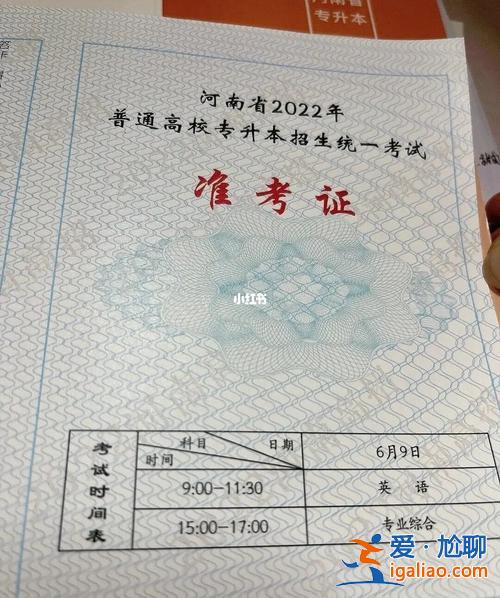 专升本
河南省2022年
普通高校专升本招生统一考试
准考证
小红书
考试时间表
科目 日期
时间
6月9日
9:00—11:30
英语
15:00—17:00
专业综合
爱·尬聊
igaliao.com